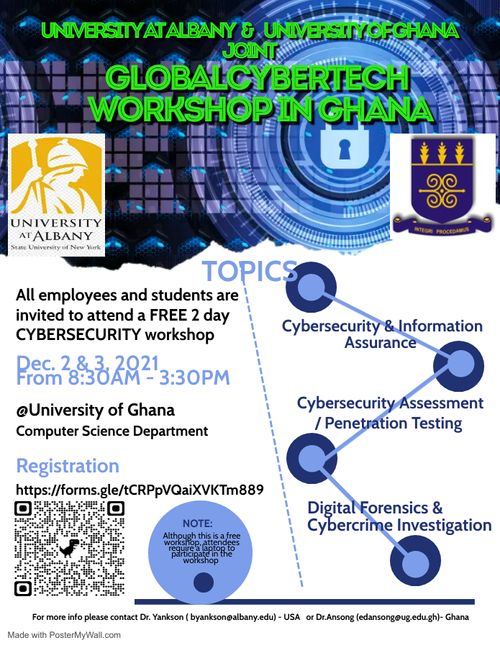 UNIVERSITY AT ALBANY & UNIVERSITY OF GHANA
JOINT
GLOBALCYBERTECH
WORKSHOP IN GHANA
UNIVERSITY
AT ALBANY
State University of New York
INTEGRI PROCEDAMUS
TOPICS
All employees and students are
invited to attend a FREE 2 day
CYBERSECURITY workshop
Dec. 2 & 3, 2021
From 8:30AM - 3:30PM
@University of Ghana
Computer Science Department
Registration
https://forms.gle/tCRPpVQaiXVKTm889
NOTE:
Although this is a free
workshop, attendees
require a laptop to
participate in the
workshop
Cybersecurity & Information
Assurance
Cybersecurity Assessment
/ Penetration Testing
Digital Forensics &
Cybercrime Investigation
For more info please contact Dr. Yankson ( byankson@albany.edu) - USA or Dr.Ansong (edansong@ug.edu.gh)- Ghana
Made with PosterMyWall.com